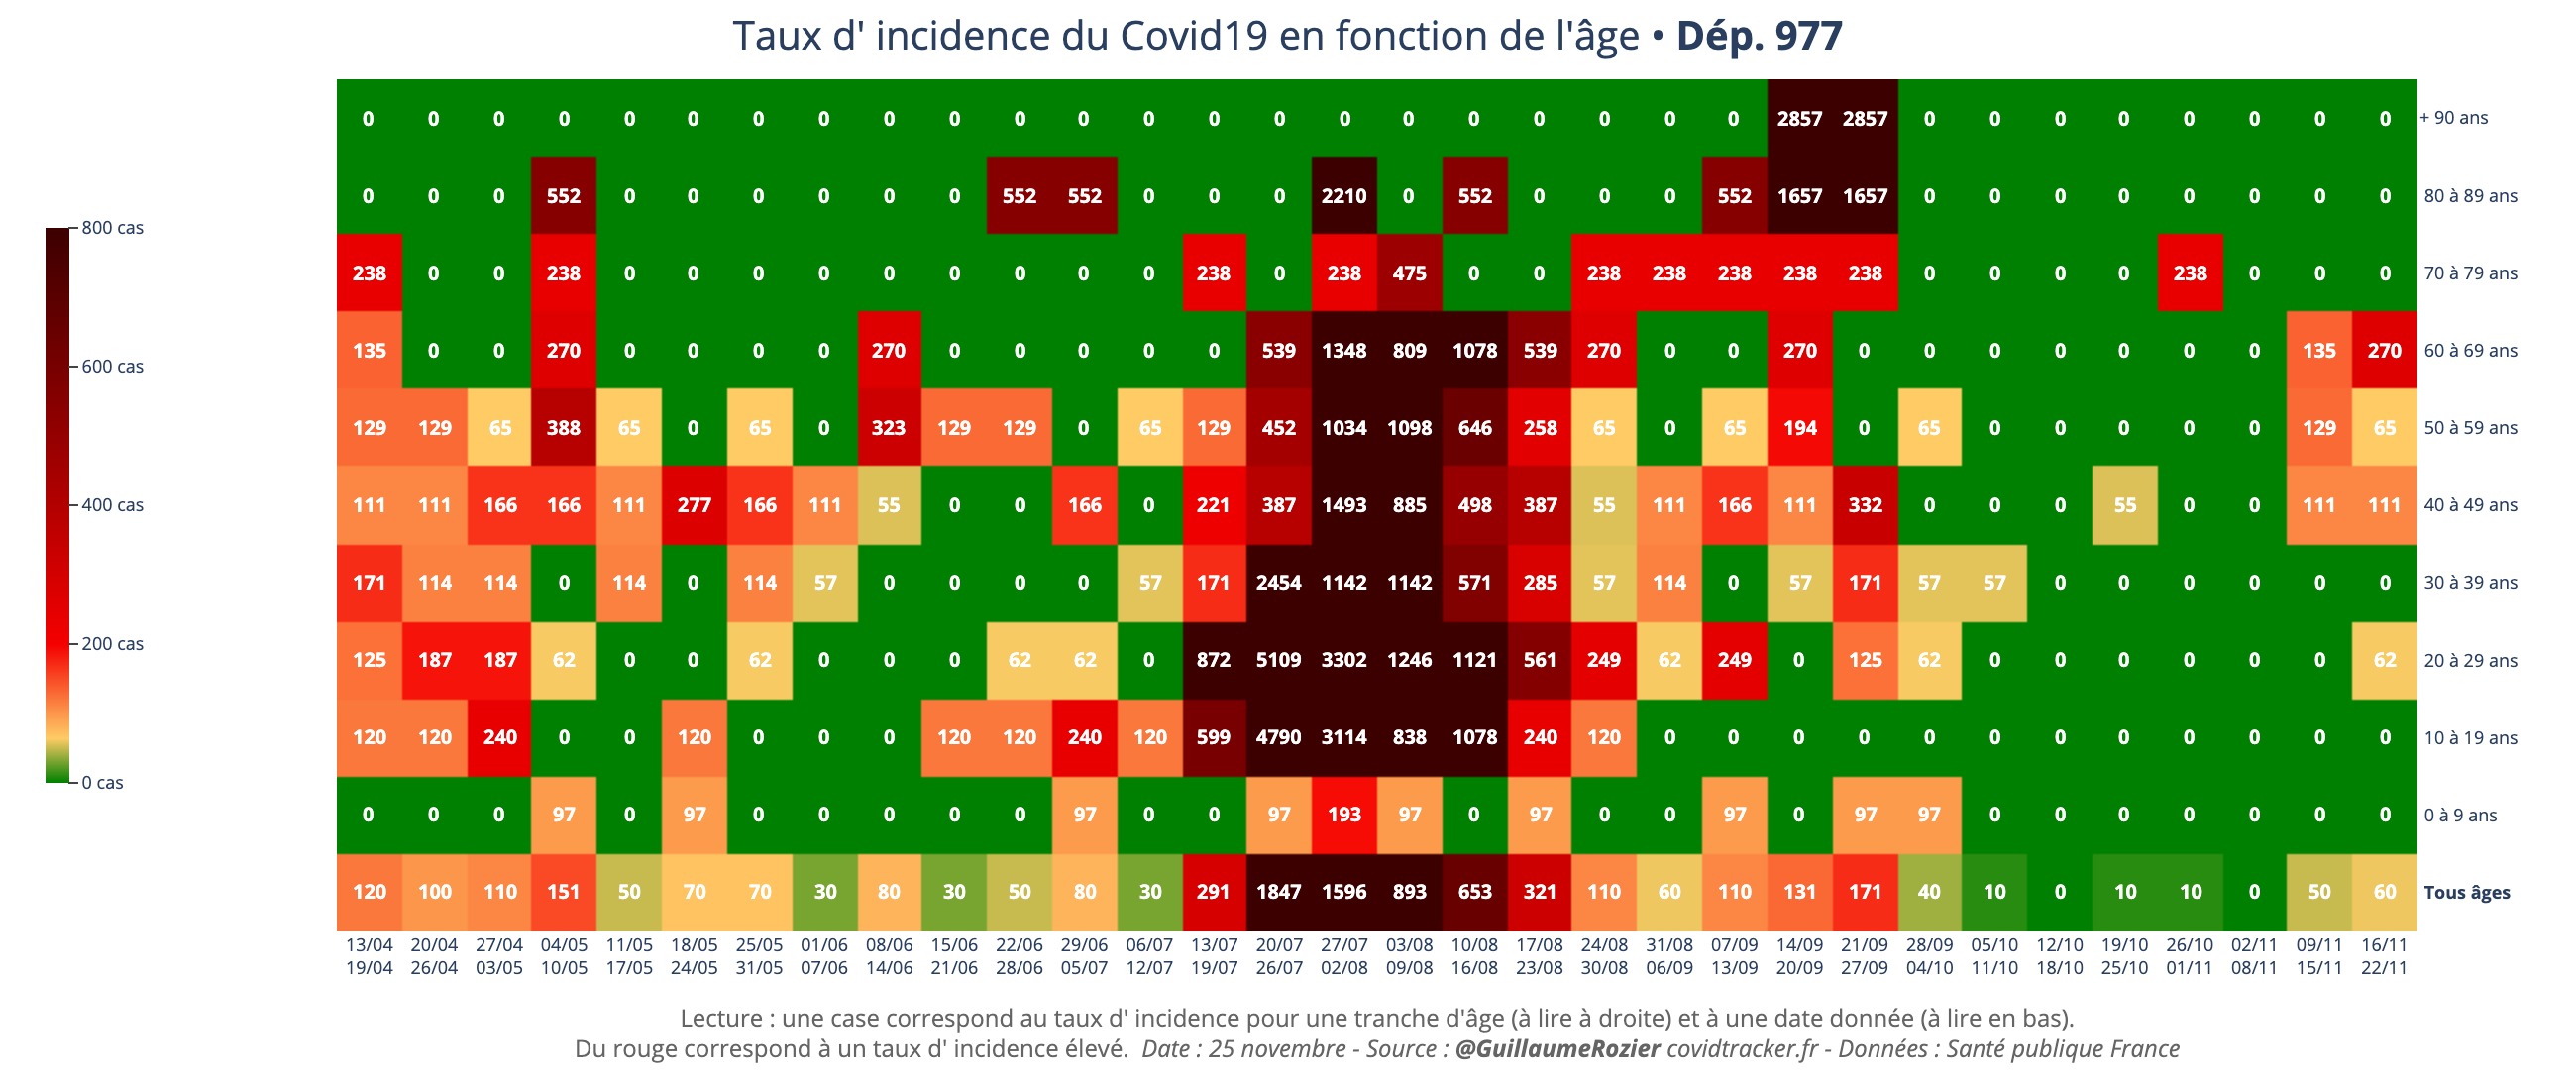 Taux d' incidence du Covid19 en fonction de l'âge • Dép. 977
0 0 0 0 0 0 0 0 0 0 0 0 0 0 0 0 0 0 0 0 0 0 2857 2857 0 0 0 0 0 0 0 0 + 90 ans
0 0 0 552 0 0 0 0 0 0 552 552 0 0 0 2210 0 552 0 0 0 552 1657 1657 0 0 0 0 0 0 0 0 80 à 89 ans
238 0 0 238 0 0 0 0 0 0 0 0 0 238 0 238 475 0 0 238 238 238 238 238 0 0 0 0 238 0 0 0 70 à 79 ans
135 0 0 270 0 0 0 0 270 0 0 0 0 0 539 1348 809 1078 539 270 0 0 270 0 0 0 0 0 0 0 135 270 60 à 69 ans
129 129 65 388 65 0 65 0 323 129 129 0 65 129 452 1034 1098 646 258 65 0 65 194 0 65 0 0 0 0 0 129 65 50 à 59 ans
111 111 166 166 111 277 166 111 55 0 0 166 0 221 387 1493 885 498 387 55 111 166 111 332 0 0 0 55 0 0 111 111 40 à 49 ans
171 114 114 0 114 0 114 57 0 0 0 0 57 171 2454 1142 1142 571 285 57 114 0 57 171 57 57 0 0 0 0 0 0 30 à 39 ans
125 187 187 62 0 0 62 0 0 0 62 62 0 872 5109 3302 1246 1121 561 249 62 249 0 125 62 0 0 0 0 0 0 62 20 à 29 ans
120 120 240 0 0 120 0 0 0 120 120 240 120 599 4790 3114 838 1078 240 120 0 0 0 0 0 0 0 0 0 0 0 0 10 à 19 ans
0 0 0 97 0 97 0 0 0 0 0 97 0 0 97 193 97 0 97 0 0 97 0 97 97 0 0 0 0 0 0 0 0 à 9 ans
120 100 110 151 50 70 70 30 80 30 50 80 30 291 1847 1596 893 653 321 110 60 110 131 171 40 10 0 10 10 0 50 60 Tous âges
13/04 20/04 27/04 04/05 11/05 18/05 25/05 01/06 08/06 15/06 22/06 29/06 06/07 13/07 20/07 27/07 03/08 10/08 17/08 24/08 31/08 07/09 14/09 21/09 28/09 05/10 12/10 19/10 26/10 02/11 09/11 16/11
19/04 26/04 03/05 10/05 17/05 24/05 31/05 07/06 14/06 21/06 28/06 05/07 12/07 19/07 26/07 02/08 09/08 16/08 23/08 30/08 06/09 13/09 20/09 27/09 04/10 11/10 18/10 25/10 01/11 08/11 15/11 22/11
800 cas
600 cas
400 cas
200 cas
0 cas
Lecture : une case correspond au taux d' incidence pour une tranche d'âge (à lire à droite) et à une date donnée (à lire en bas).
Du rouge correspond à un taux d' incidence élevé. Date : 25 novembre - Source : @GuillaumeRozier covidtracker.fr - Données : Santé publique France